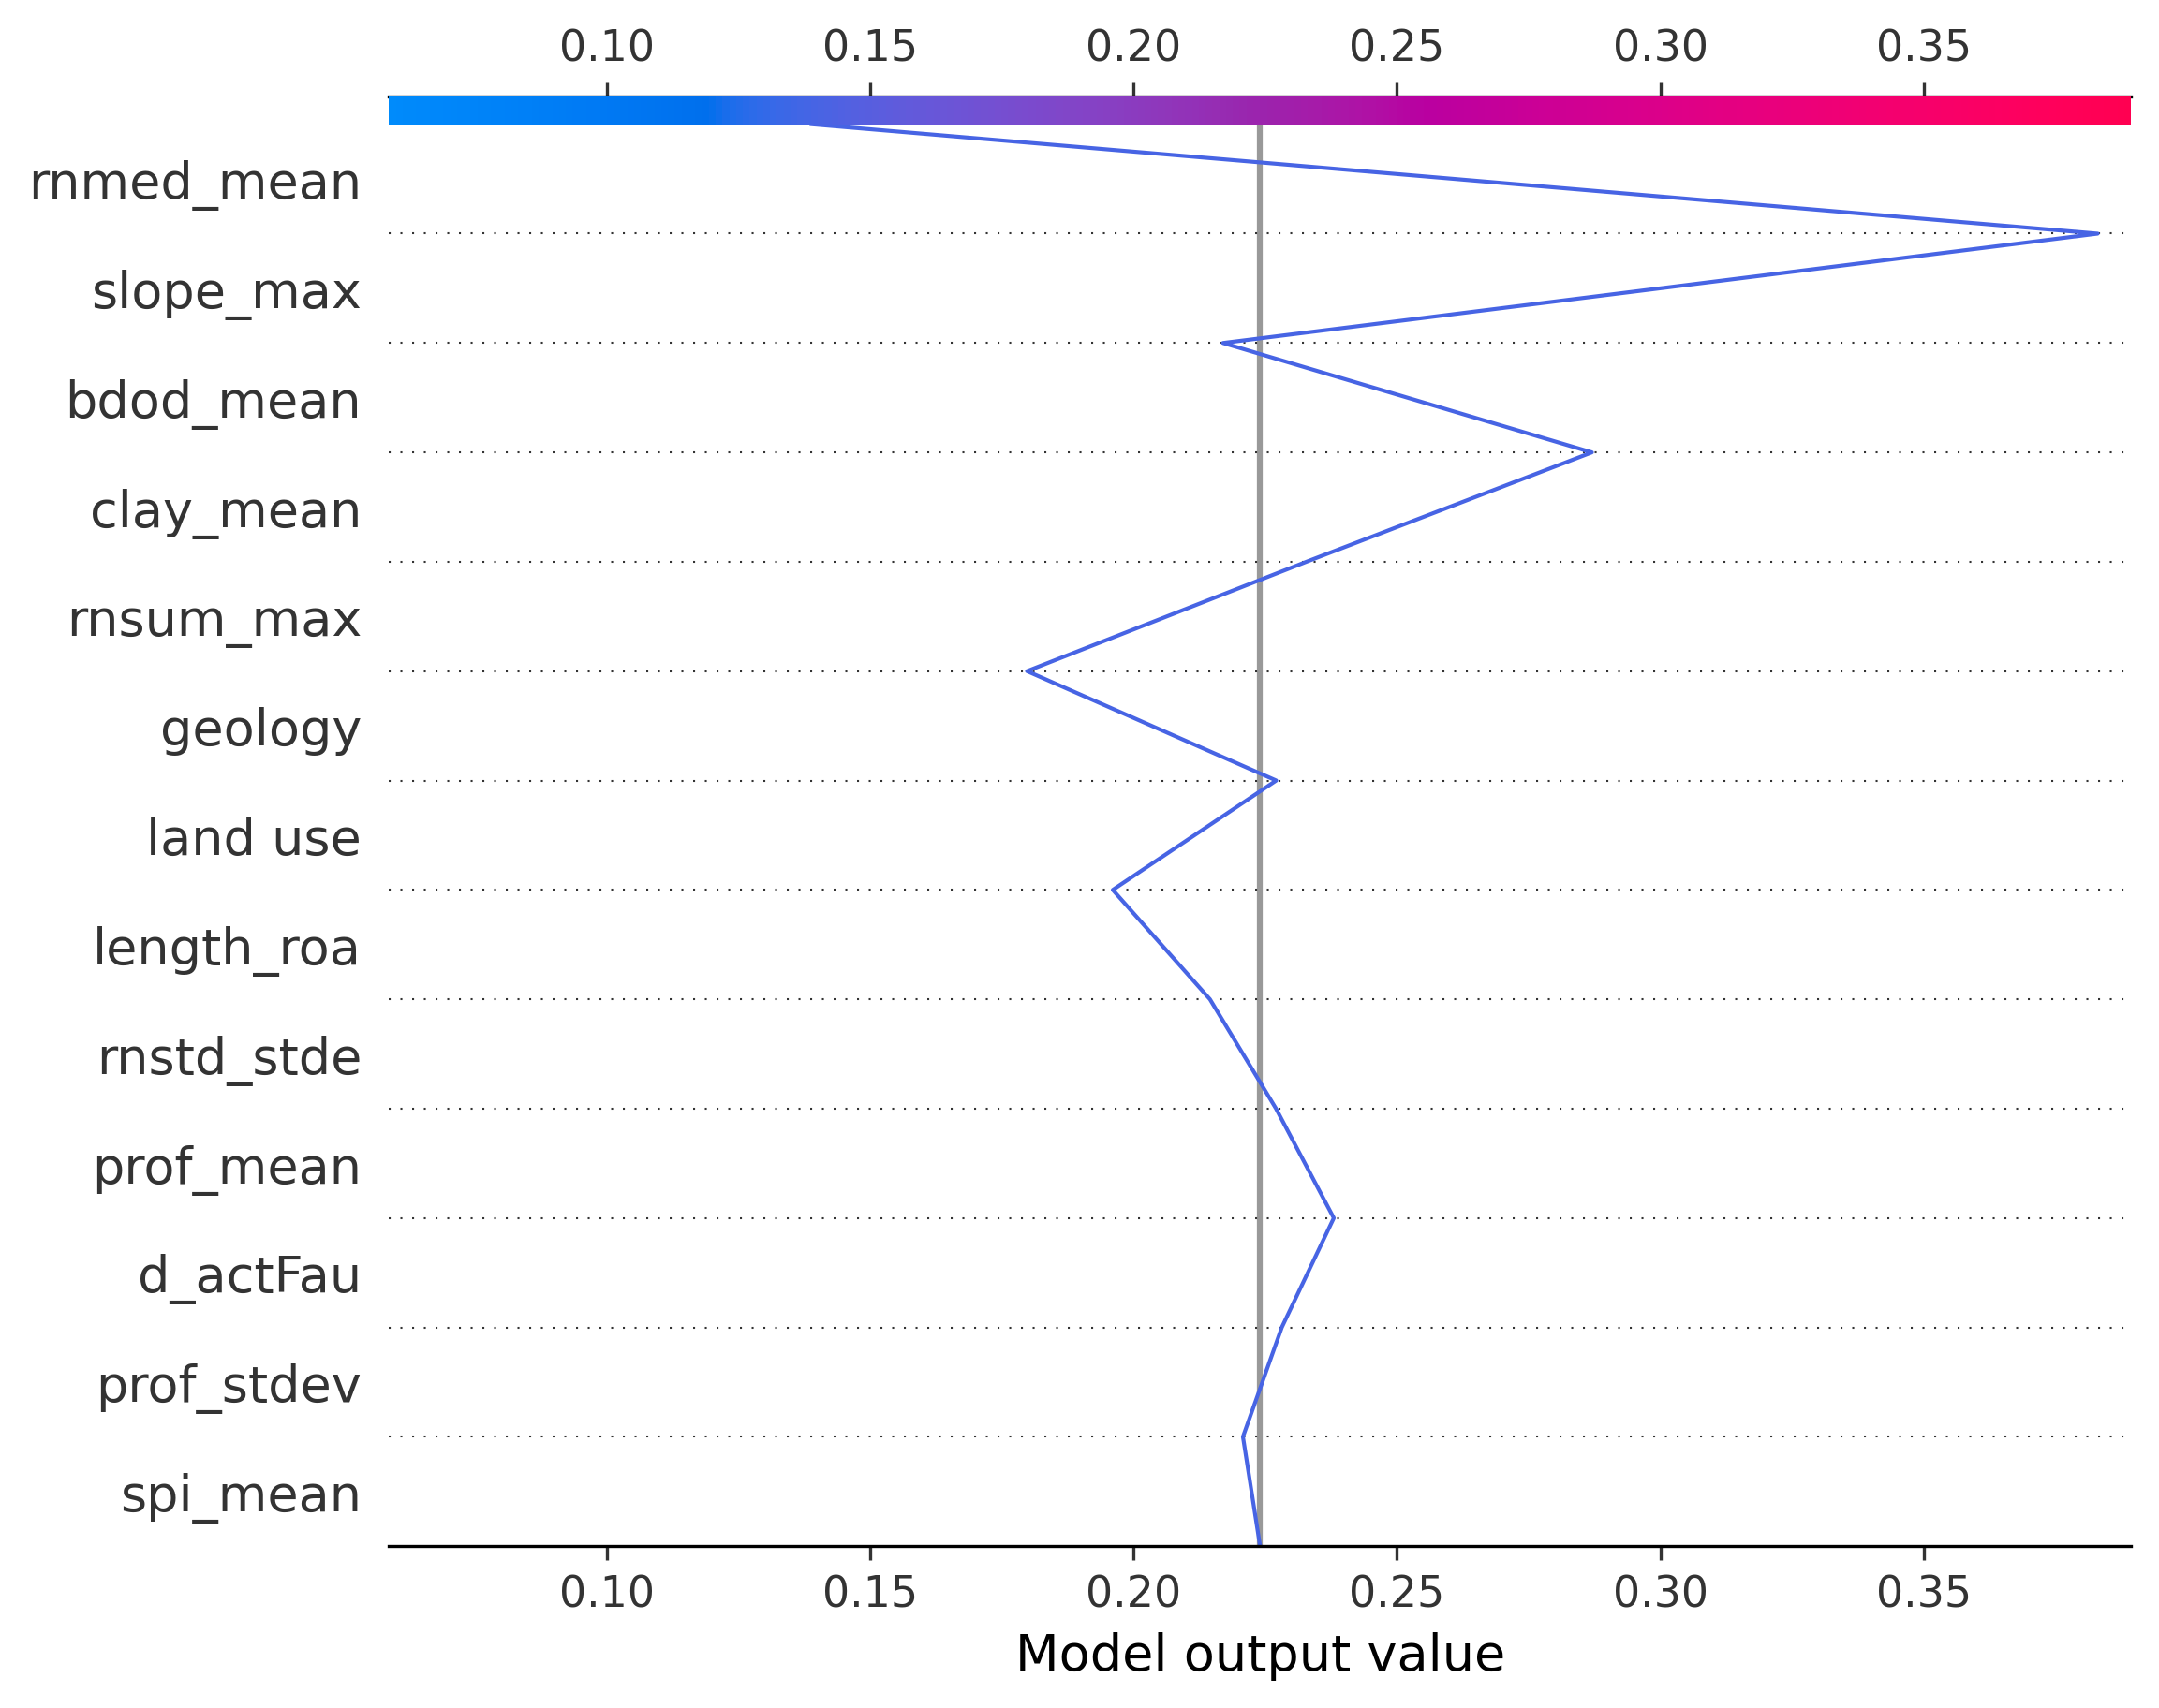 0.10 0.15 0.20 0.25 0.30 0.35
rnmed_mean
slope_max
bdod_mean
clay_mean
rnsum_max
geology
land use
length_roa
rnstd_stde
prof_mean
d_actFau
prof_stdev
spi_mean
0.10 0.15 0.20 0.25 0.30 0.35
Model output value